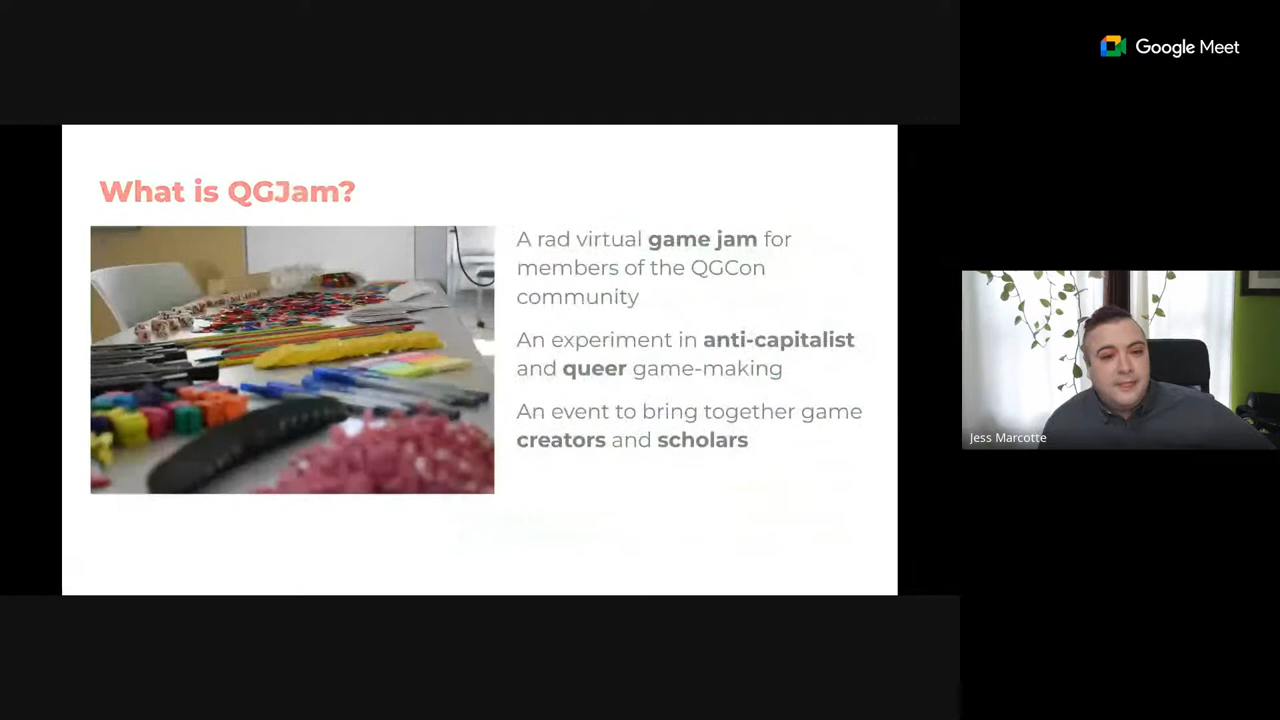 Google Meet
What is QGJam?
A rad virtual game jam for
members of the QGCon
community
An experiment in anti-capitalist
and queer game-making
An event to bring together game
creators and scholars
Jess Marcotte